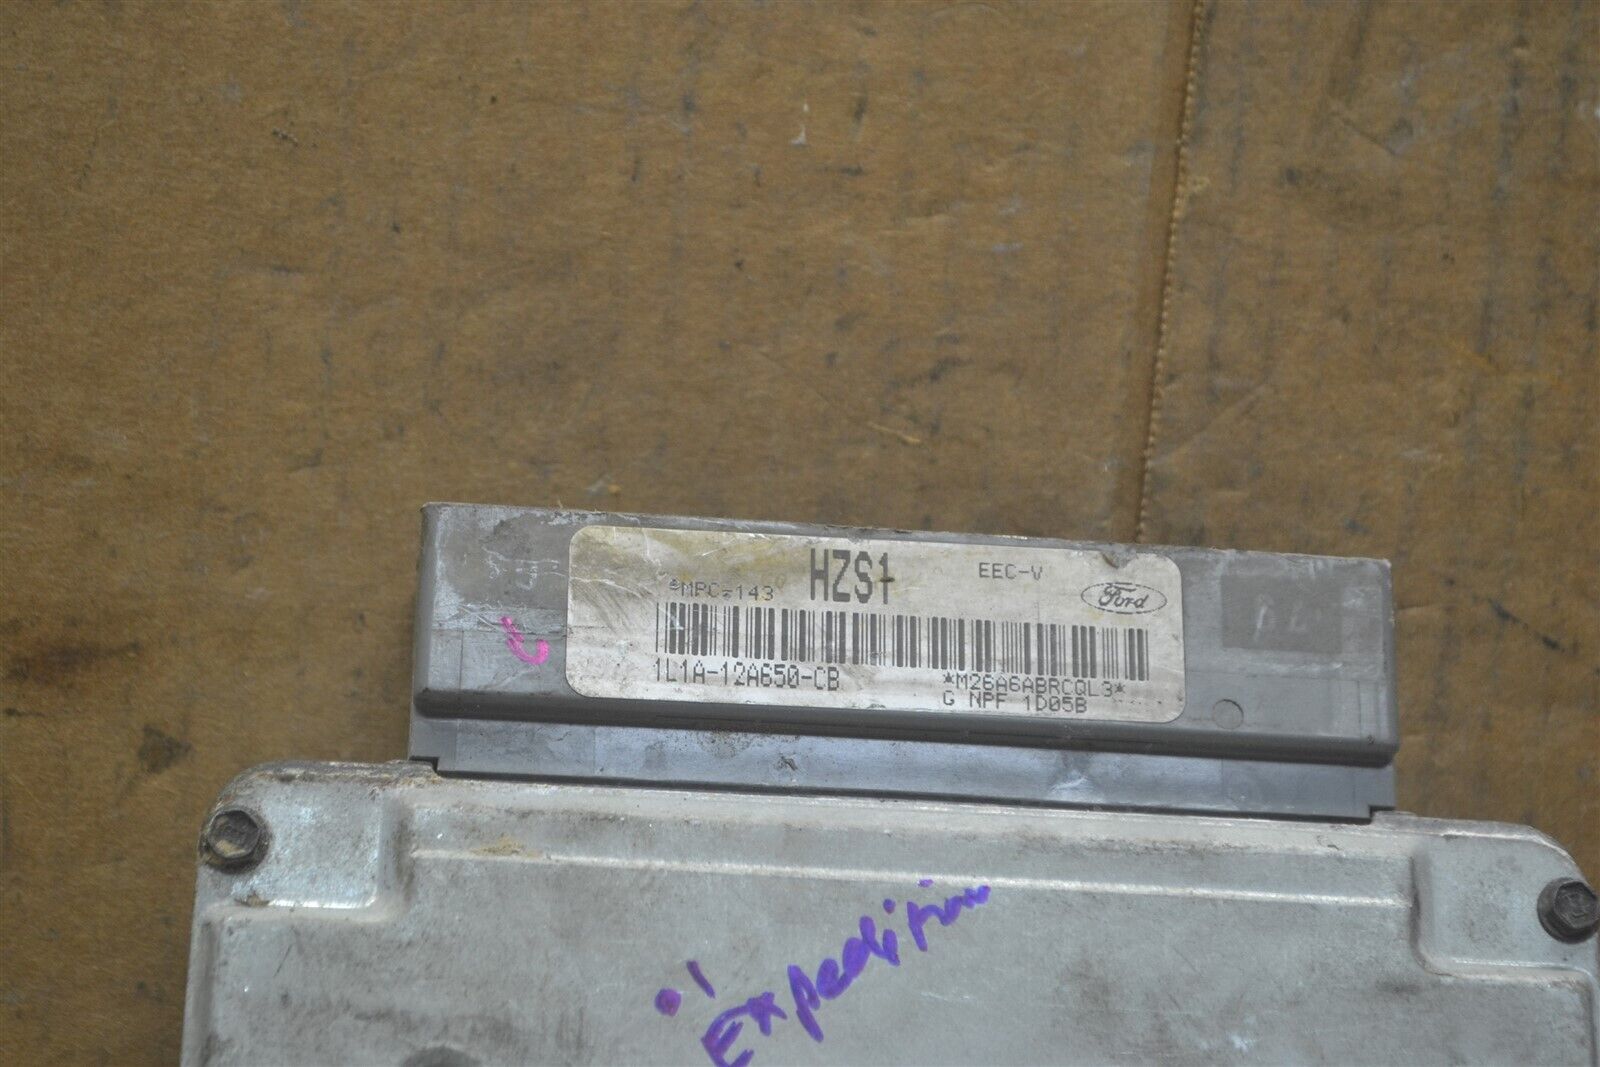 HZS1
EEC-V
*MPC-143
Ford
1L1A-12A650-CB
*M26A6ABRCQL3*
G NPF 1D05B
01
Expedition